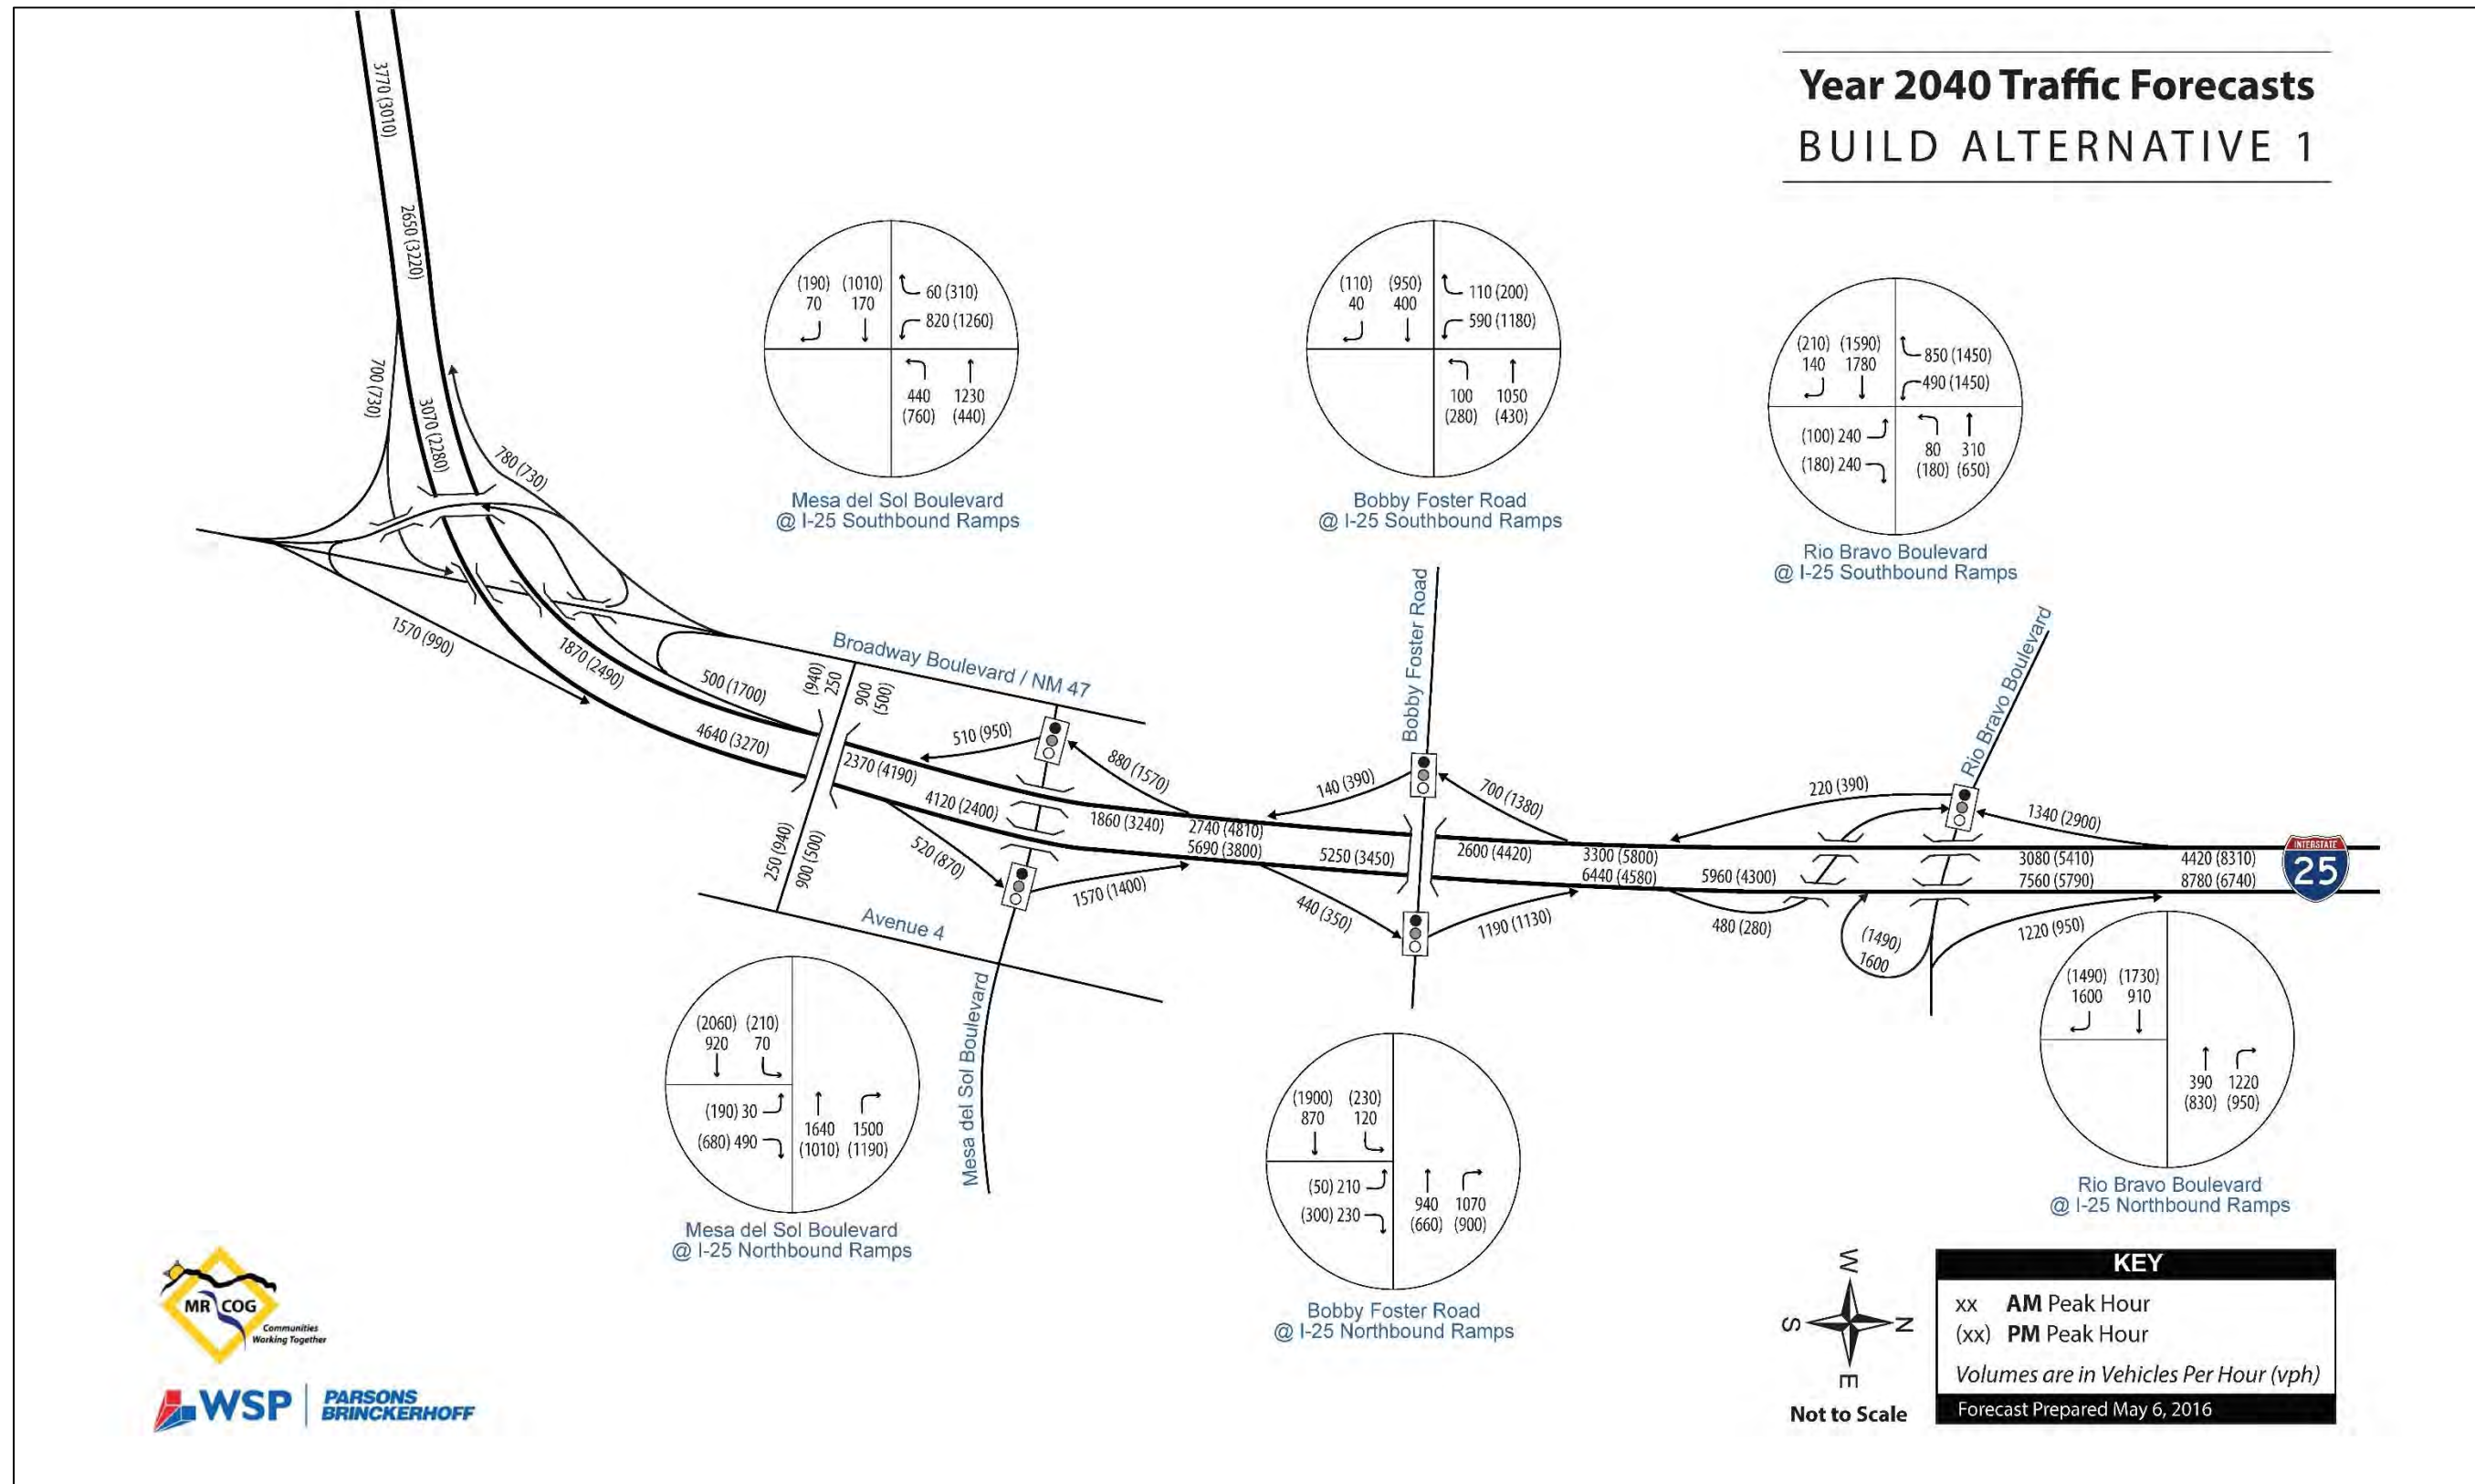 Year 2040 Traffic Forecasts
BUILD ALTERNATIVE 1
3770 (3010)
2650 (3220)
700 (730)
3070 (2280)
780 (730)
1570 (990)
1870 (2490)
500 (1700)
4640 (3270)
(190) (1010)
70 170
60 (310)
820 (1260)
440 1230
(760) (440)
Mesa del Sol Boulevard
@ I-25 Southbound Ramps
(110) (950)
40 400
110 (200)
590 (1180)
100 1050
(280) (430)
Bobby Foster Road
@ I-25 Southbound Ramps
(210) (1590)
140 1780
850 (1450)
490 (1450)
(100) 240
(180) 240
80 310
(180) (650)
Rio Bravo Boulevard
@ I-25 Southbound Ramps
Broadway Boulevard / NM 47
(940)
250
900
(500)
510 (950)
880 (1570)
2370 (4190)
4120 (2400)
520 (870)
250 (940)
900 (500)
Avenue 4
Mesa del Sol Boulevard
1570 (1400)
1860 (3240)
2740 (4810)
5690 (3800)
140 (390)
Bobby Foster Road
700 (1380)
5250 (3450)
2600 (4420)
440 (350)
1190 (1130)
3300 (5800)
6440 (4580)
5960 (4300)
480 (280)
220 (390)
Rio Bravo Boulevard
1340 (2900)
(1490)
1600
3080 (5410)
7560 (5790)
4420 (8310)
8780 (6740)
INTERSTATE
25
1220 (950)
(2060) (210)
920 70
(190) 30
(680) 490
1640 1500
(1010) (1190)
Mesa del Sol Boulevard
@ I-25 Northbound Ramps
(1900) (230)
870 120
(50) 210
(300) 230
940 1070
(660) (900)
Bobby Foster Road
@ I-25 Northbound Ramps
(1490) (1730)
1600 910
390 1220
(830) (950)
Rio Bravo Boulevard
@ I-25 Northbound Ramps
MR COG
Communities
Working Together
WSP
PARSONS
BRINCKERHOFF
W
S N
E
Not to Scale
KEY
xx AM Peak Hour
(xx) PM Peak Hour
Volumes are in Vehicles Per Hour (vph)
Forecast Prepared May 6, 2016